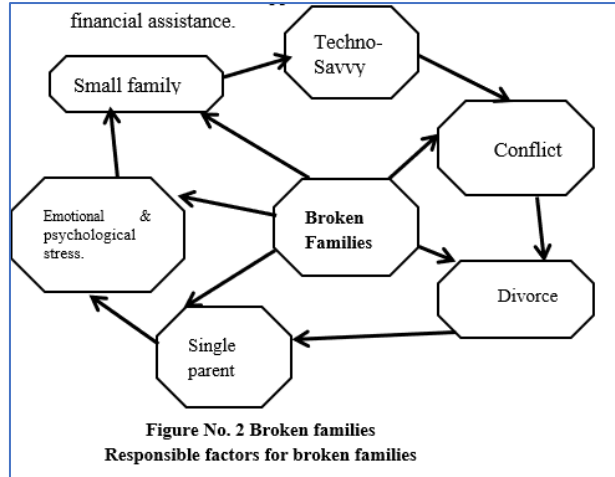 financial assistance.
Techno-
Savvy
Small family
Conflict
Emotional &
psychological
stress.
Broken
Families
Divorce
Single
parent
Figure No. 2 Broken families
Responsible factors for broken families